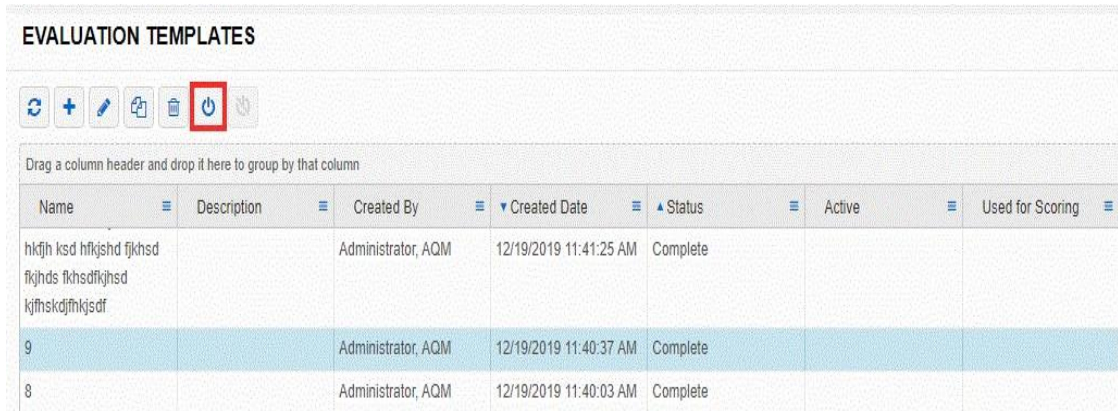 EVALUATION TEMPLATES
Drag a column header and drop it here to group by that column
Name Description Created By Created Date Status Active Used for Scoring
hkfjh ksd hfkjshd fjkhsd Administrator, AQM 12/19/2019 11:41:25 AM Complete
fkjhds fkhsdfkjhsd
kjfhskdjfhkjsdf
9 Administrator, AQM 12/19/2019 11:40:37 AM Complete
8 Administrator, AQM 12/19/2019 11:40:03 AM Complete